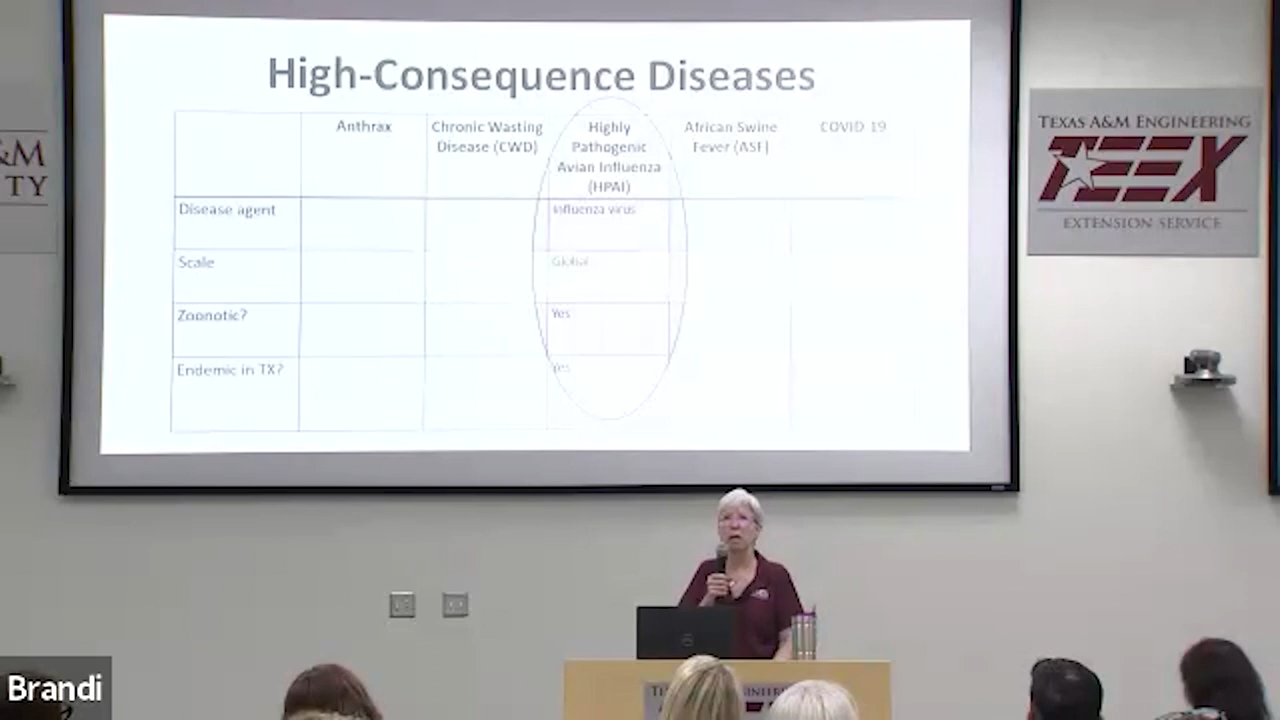 High-Consequence Diseases
Anthrax
Chronic Wasting
Disease (CWD)
Highly
Pathogenic
Avian Influenza
(HPAI)
African Swine
Fever (ASF)
COVID 19
Disease agent
Influenza virus
Scale
Global
Zoonotic?
Yes
Endemic in TX?
Yes
&M
TY
TEXAS A&M ENGINEERING
TEEX
EXTENSION SERVICE
Brandi